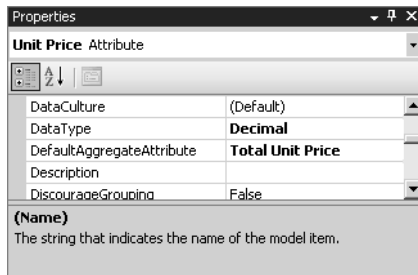 Properties
Unit Price Attribute
DataCulture (Default)
DataType Decimal
DefaultAggregateAttribute Total Unit Price
Description
DiscourageGrouping False
(Name)
The string that indicates the name of the model item.